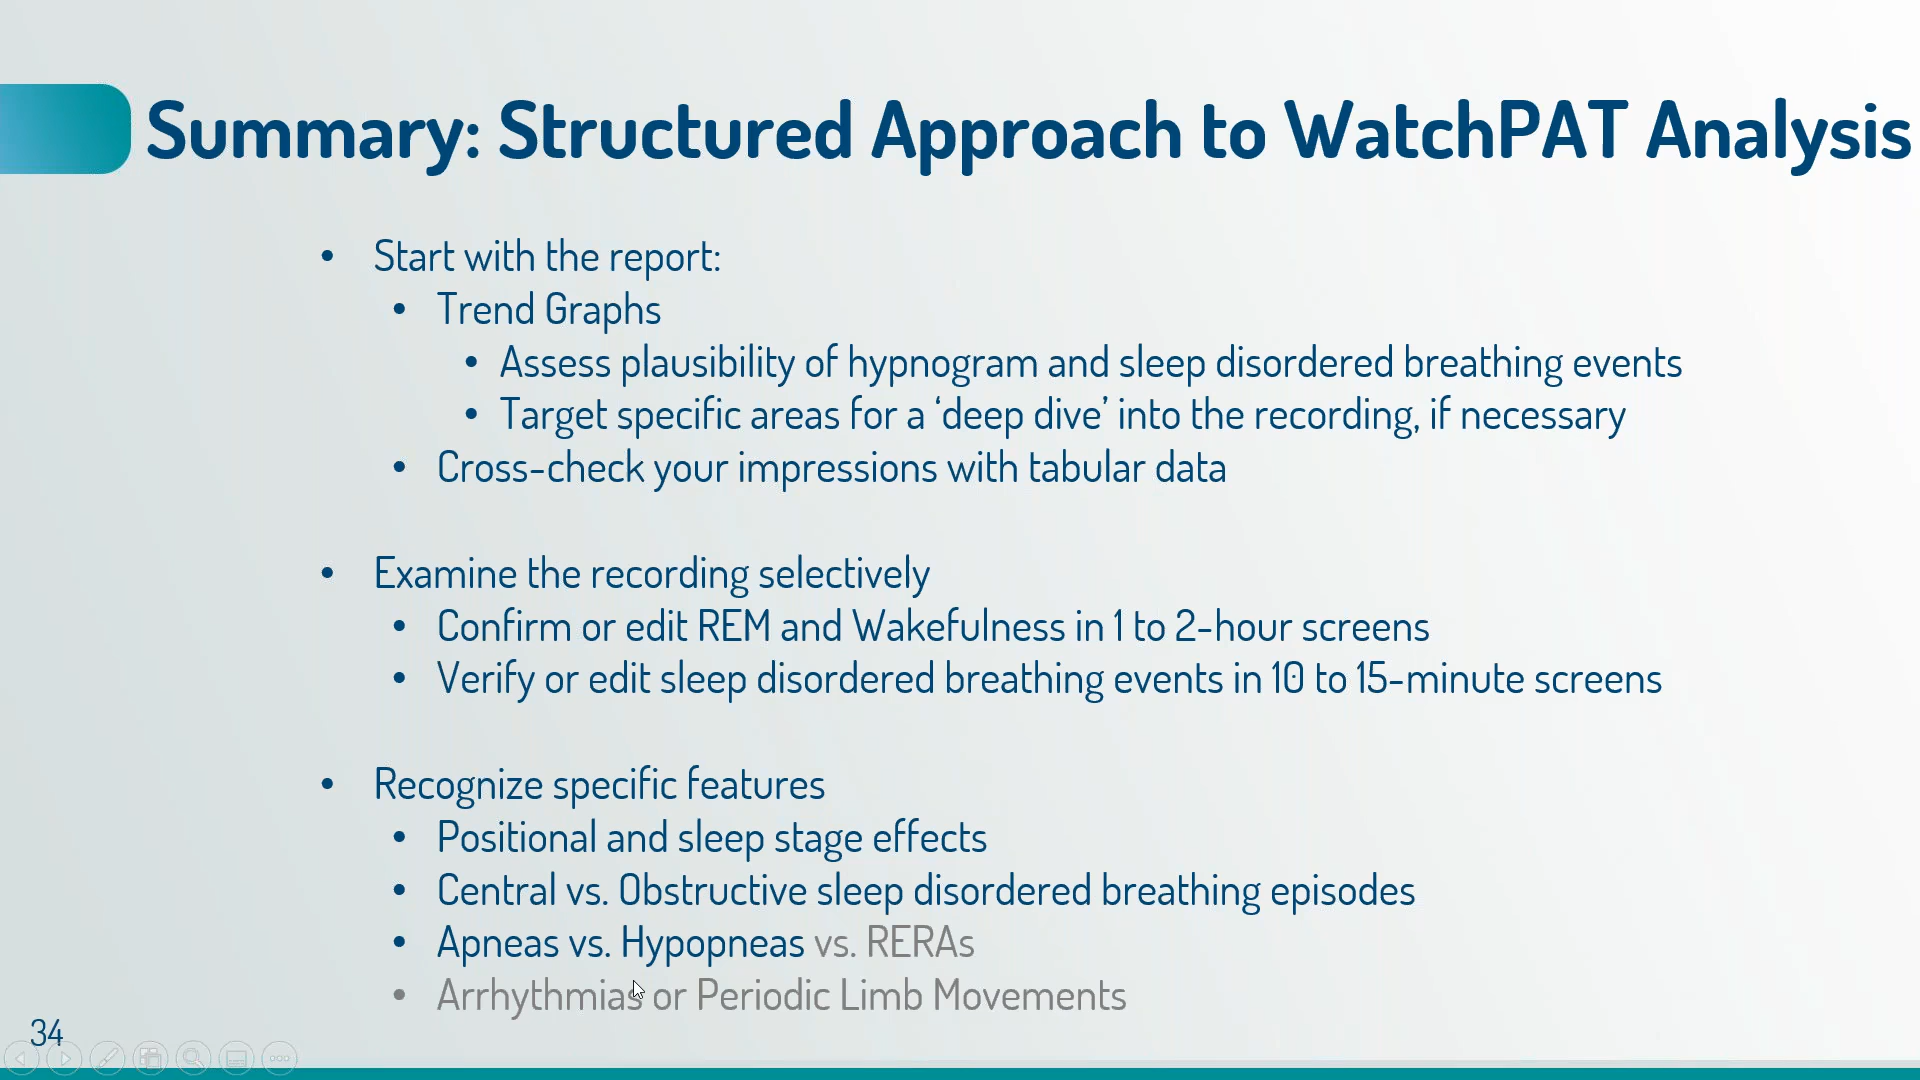 Summary: Structured Approach to WatchPAT Analysis
• Start with the report:
• Trend Graphs
• Assess plausibility of hypnogram and sleep disordered breathing events
• Target specific areas for a ‘deep dive’ into the recording, if necessary
• Cross-check your impressions with tabular data
• Examine the recording selectively
• Confirm or edit REM and Wakefulness in 1 to 2-hour screens
• Verify or edit sleep disordered breathing events in 10 to 15-minute screens
• Recognize specific features
• Positional and sleep stage effects
• Central vs. Obstructive sleep disordered breathing episodes
• Apneas vs. Hypopneas vs. RERAs
• Arrhythmias or Periodic Limb Movements
34